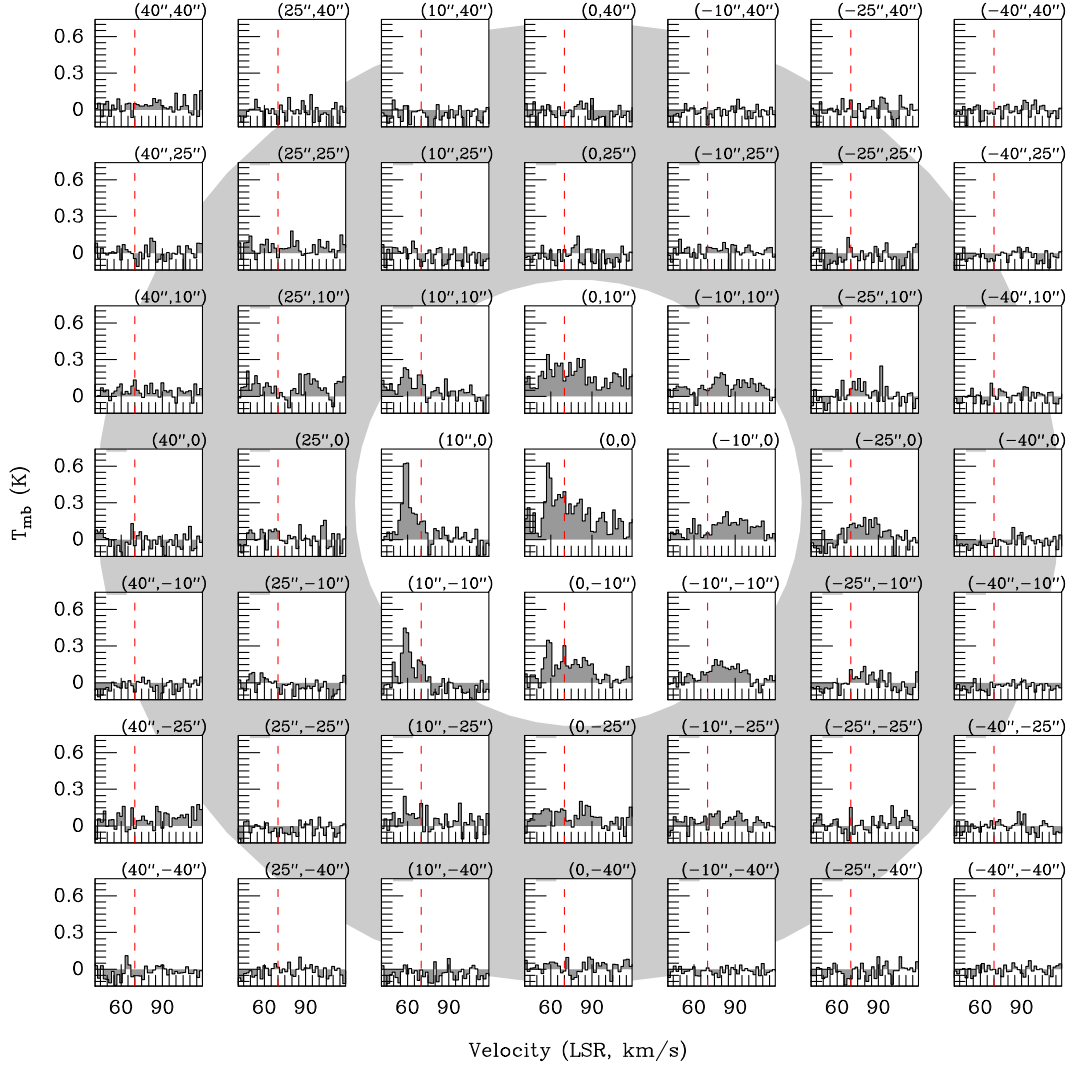 (40″,40″) (25″,40″) (10″,40″) (0,40″) (−10″,40″) (−25″,40″) (−40″,40″)
0.6
0.3
0
(40″,25″) (25″,25″) (10″,25″) (0,25″) (−10″,25″) (−25″,25″) (−40″,25″)
0.6
0.3
0
(40″,10″) (25″,10″) (10″,10″) (0,10″) (−10″,10″) (−25″,10″) (−40″,10″)
0.6
0.3
0
(40″,0) (25″,0) (10″,0) (0,0) (−10″,0) (−25″,0) (−40″,0)
0.6
0.3
0
T_mb (K)
(40″,−10″) (25″,−10″) (10″,−10″) (0,−10″) (−10″,−10″) (−25″,−10″) (−40″,−10″)
0.6
0.3
0
(40″,−25″) (25″,−25″) (10″,−25″) (0,−25″) (−10″,−25″) (−25″,−25″) (−40″,−25″)
0.6
0.3
0
(40″,−40″) (25″,−40″) (10″,−40″) (0,−40″) (−10″,−40″) (−25″,−40″) (−40″,−40″)
0.6
0.3
0
60 90 60 90 60 90 60 90 60 90 60 90 60 90
Velocity (LSR, km/s)